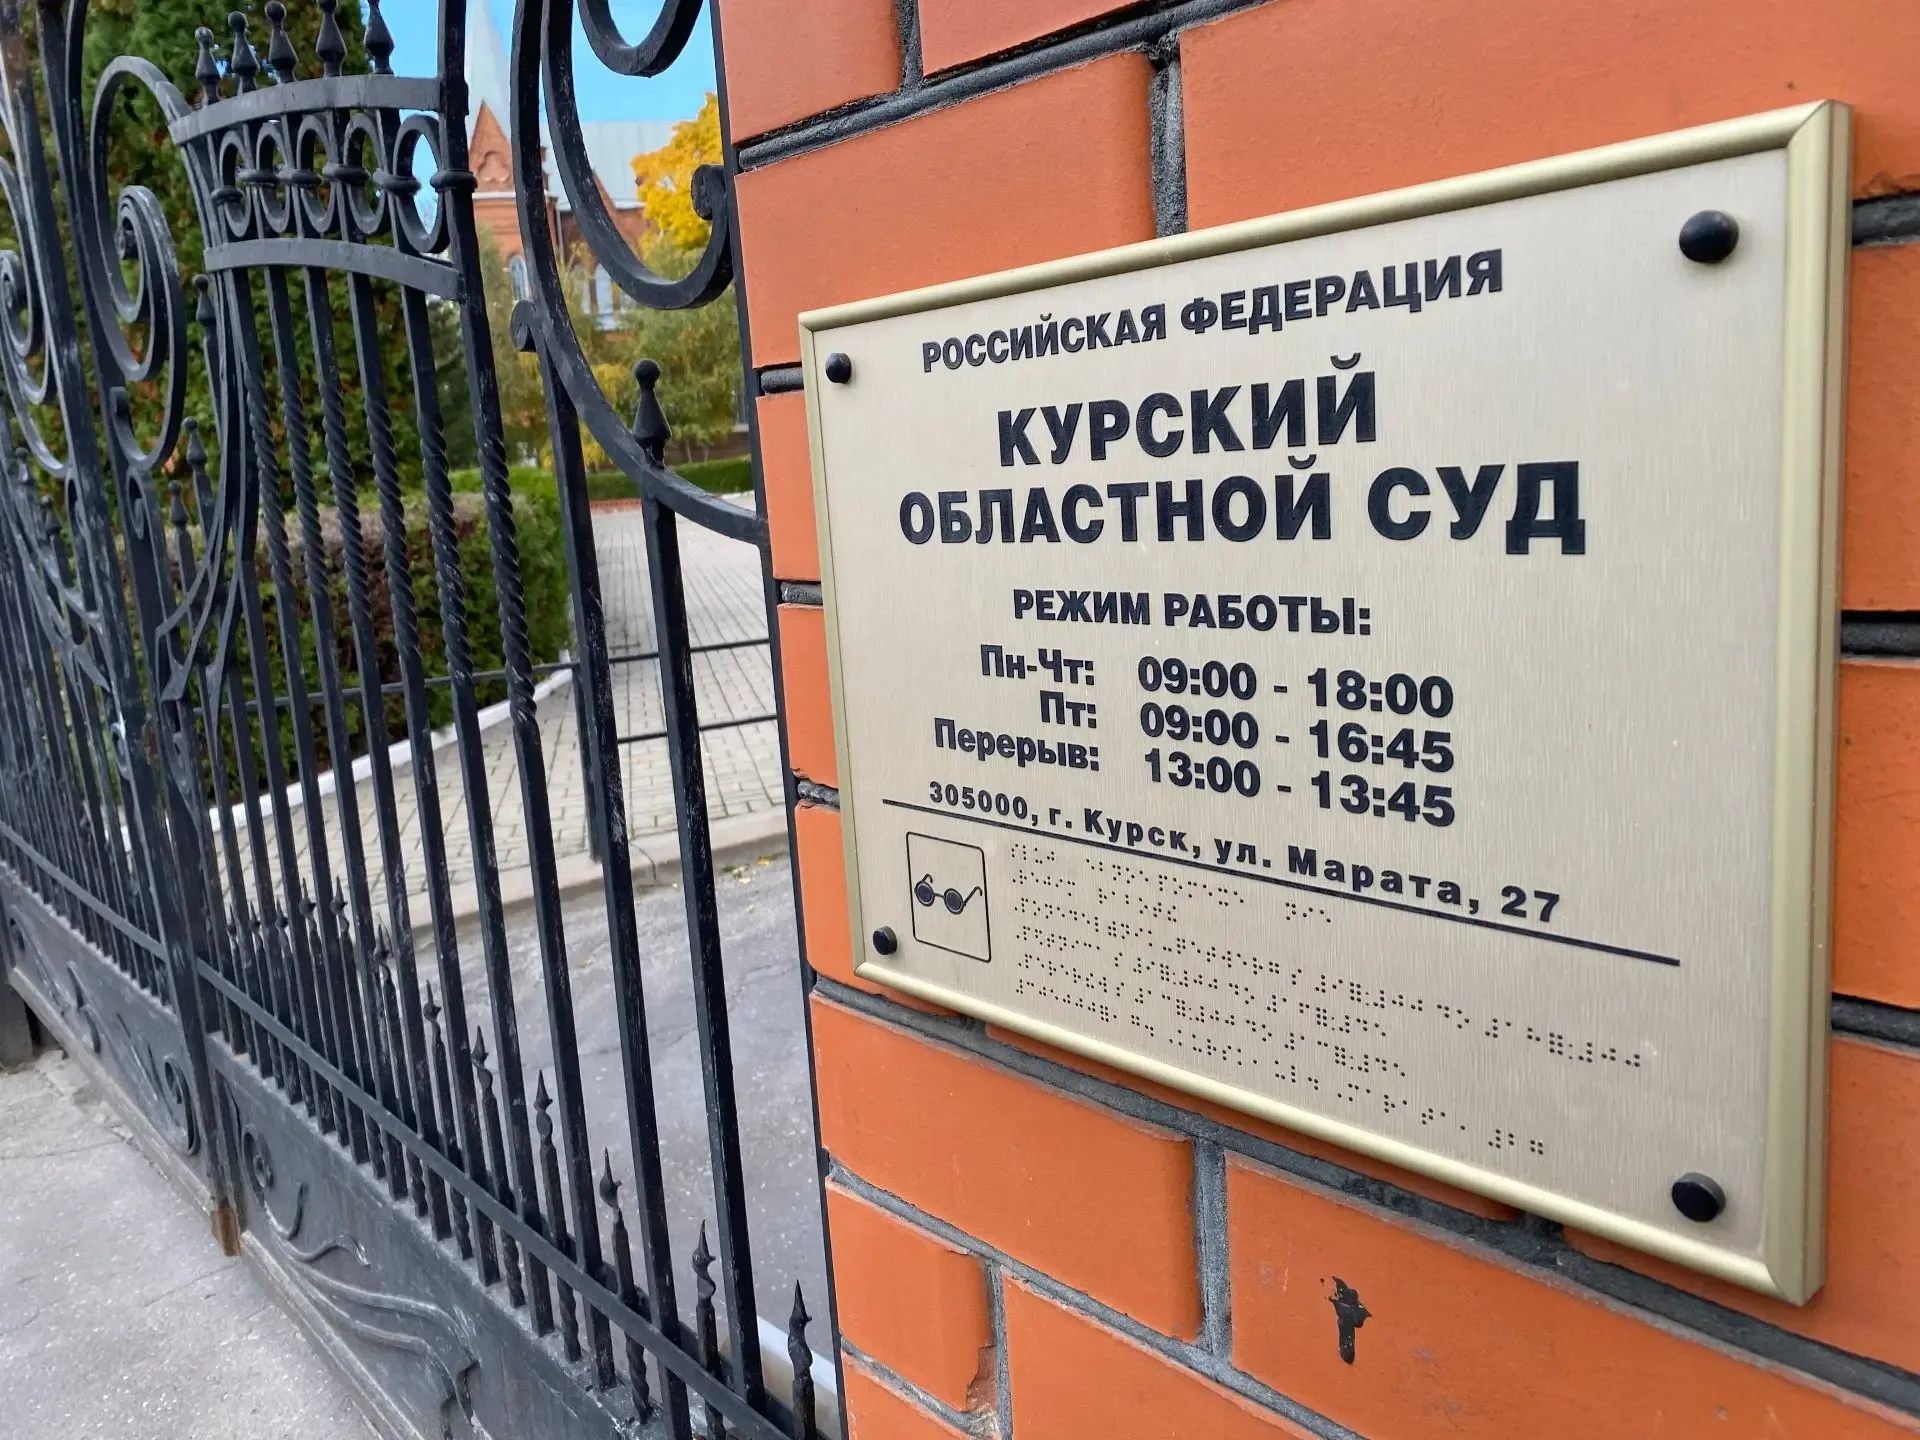 РОССИЙСКАЯ ФЕДЕРАЦИЯ
КУРСКИЙ
ОБЛАСТНОЙ СУД
РЕЖИМ РАБОТЫ:
Пн-Чт: 09:00 - 18:00
Пт: 09:00 - 16:45
Перерыв: 13:00 - 13:45
305000, г. Курск, ул. Марата, 27